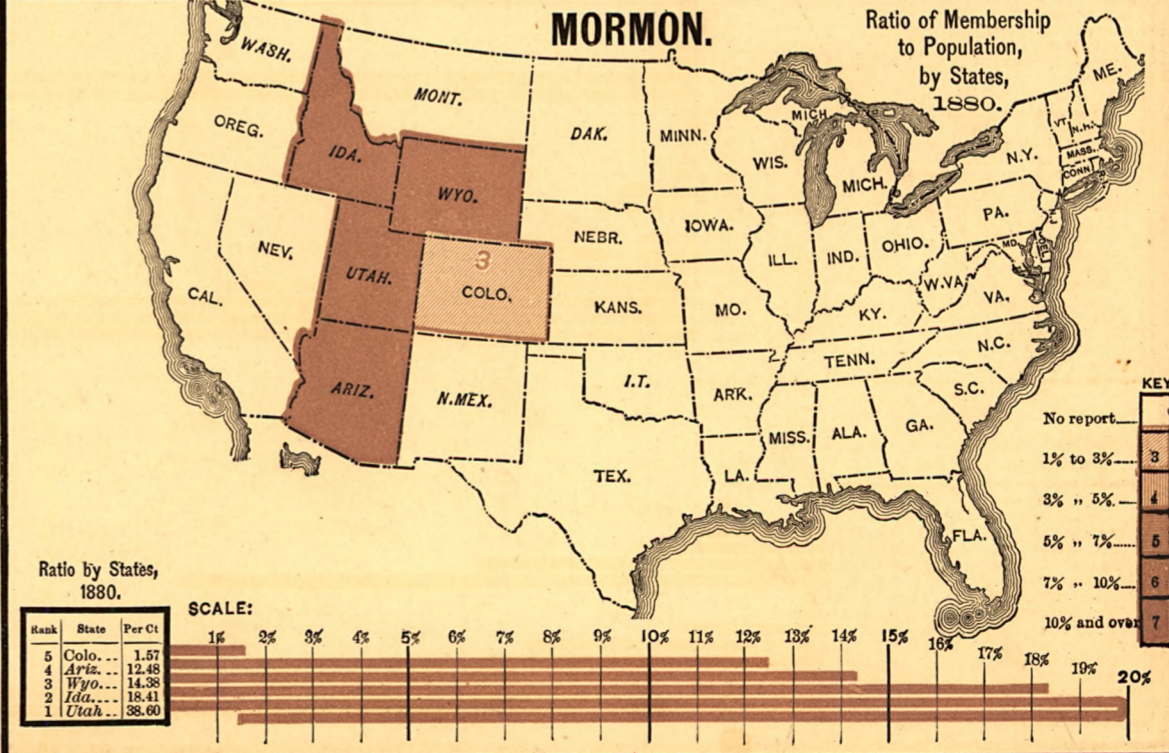 MORMON.
Ratio of Membership
to Population,
by States,
1880.
WASH.
MONT.
DAK.
MINN.
MICH.
ME.
OREG.
IDA.
WYO.
WIS.
MICH.
N.Y.
VT.
N.H.
MASS.
CONN
NEV.
UTAH.
3
COLO.
NEBR.
IOWA.
ILL.
IND.
OHIO.
PA.
MD.
DEL
CAL.
KANS.
MO.
KY.
W.VA
VA.
ARIZ.
N.MEX.
I.T.
ARK.
TENN.
N.C.
S.C.
TEX.
LA.
MISS.
ALA.
GA.
FLA.
KEY
No report
1% to 3% 3
3% „ 5%. 4
5% „ 7% 5
7% „ 10% 6
10% and over 7
Ratio by States,
1880.
SCALE:
Rank State Per Ct
5 Colo... 1.57
4 Ariz. ... 12.48
3 Wyo... 14.38
2 Ida.... 18.41
1 Utah.. 38.60
1% 2% 3% 4% 5% 6% 7% 8% 9% 10% 11% 12% 13% 14% 15% 16% 17% 18% 19% 20%